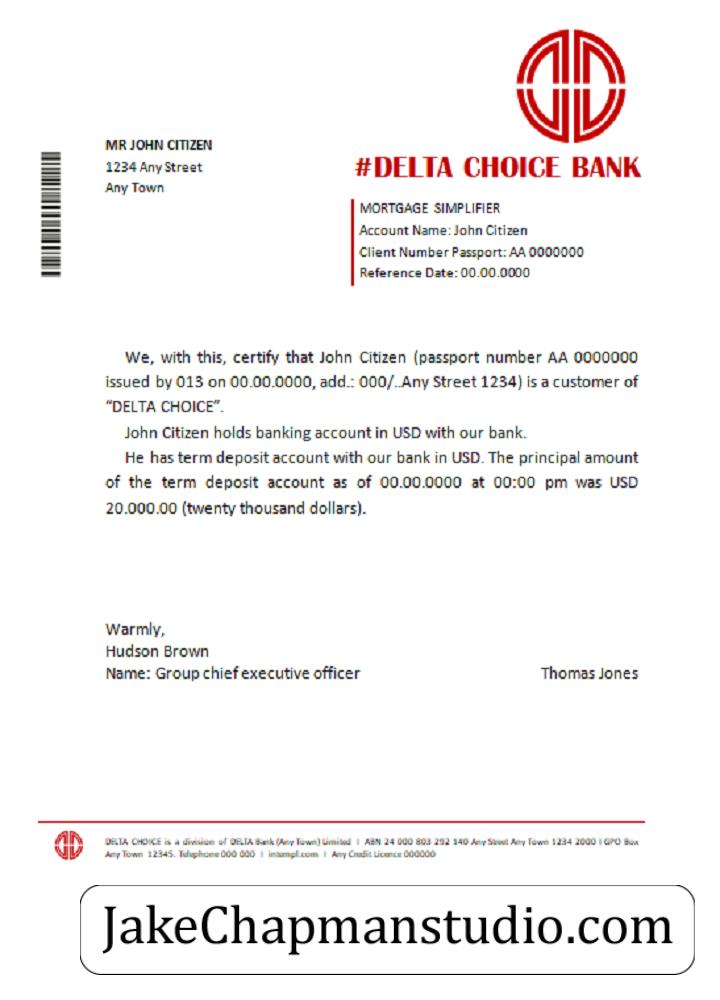 MR JOHN CITIZEN
1234 Any Street
Any Town
#DELTA CHOICE BANK
MORTGAGE SIMPLIFIER
Account Name: John Citizen
Client Number Passport: AA 0000000
Reference Date: 00.00.0000
We, with this, certify that John Citizen (passport number AA 0000000
issued by 013 on 00.00.0000, add.: 000/..Any Street 1234) is a customer of
“DELTA CHOICE”.
John Citizen holds banking account in USD with our bank.
He has term deposit account with our bank in USD. The principal amount
of the term deposit account as of 00.00.0000 at 00:00 pm was USD
20.000.00 (twenty thousand dollars).
Warmly,
Hudson Brown
Name: Group chief executive officer Thomas Jones
DELTA CHOICE is a division of DELTA Bank (Any Town) Limited | ABN 24 000 803 292 140 Any Street Any Town 1234 2000 | GPO Box
Any Town 12345. Telephone 000 000 | intempl.com | Any Credit Licence 000000
JakeChapmanstudio.com